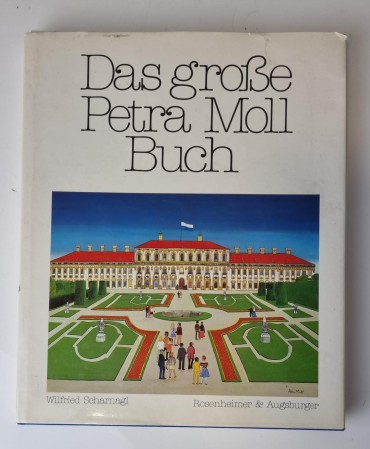 Das große
Petra Moll
Buch
Wilfried Scharnagl
Rosenheimer & Augsburger